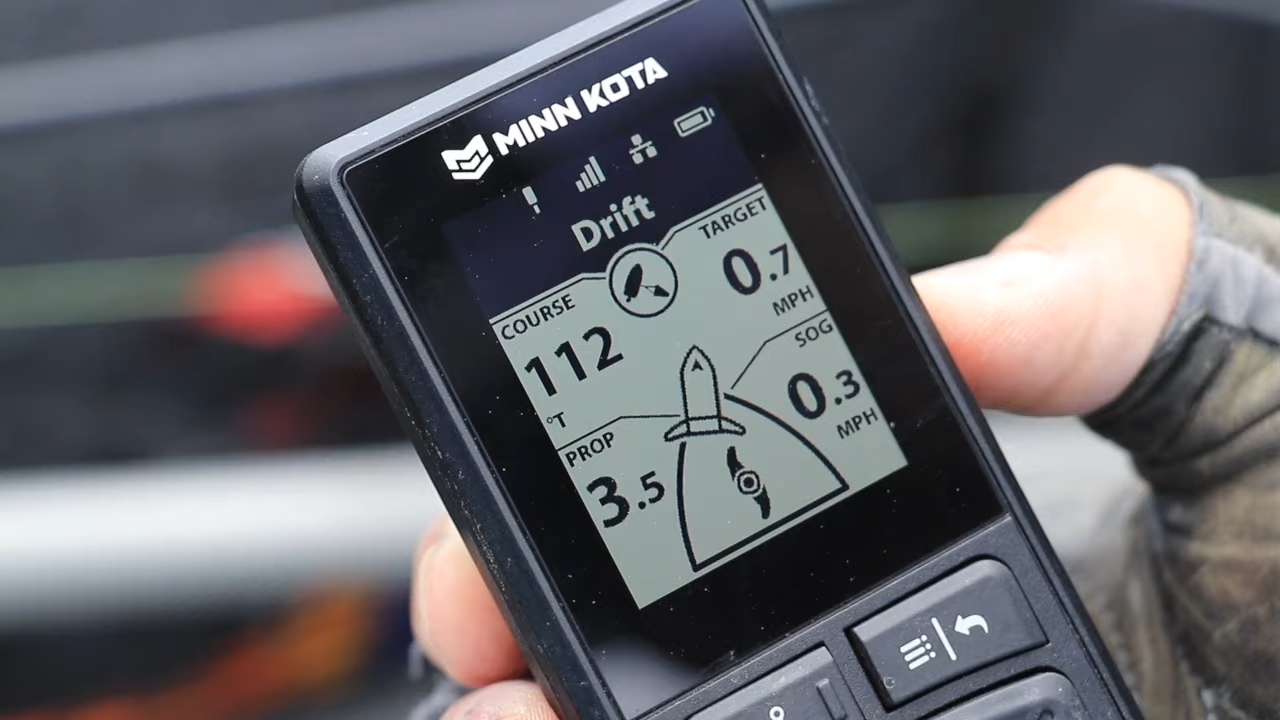 MINN KOTA
Drift
COURSE
112
°T
TARGET
0.7
MPH
SOG
0.3
MPH
PROP
3.5